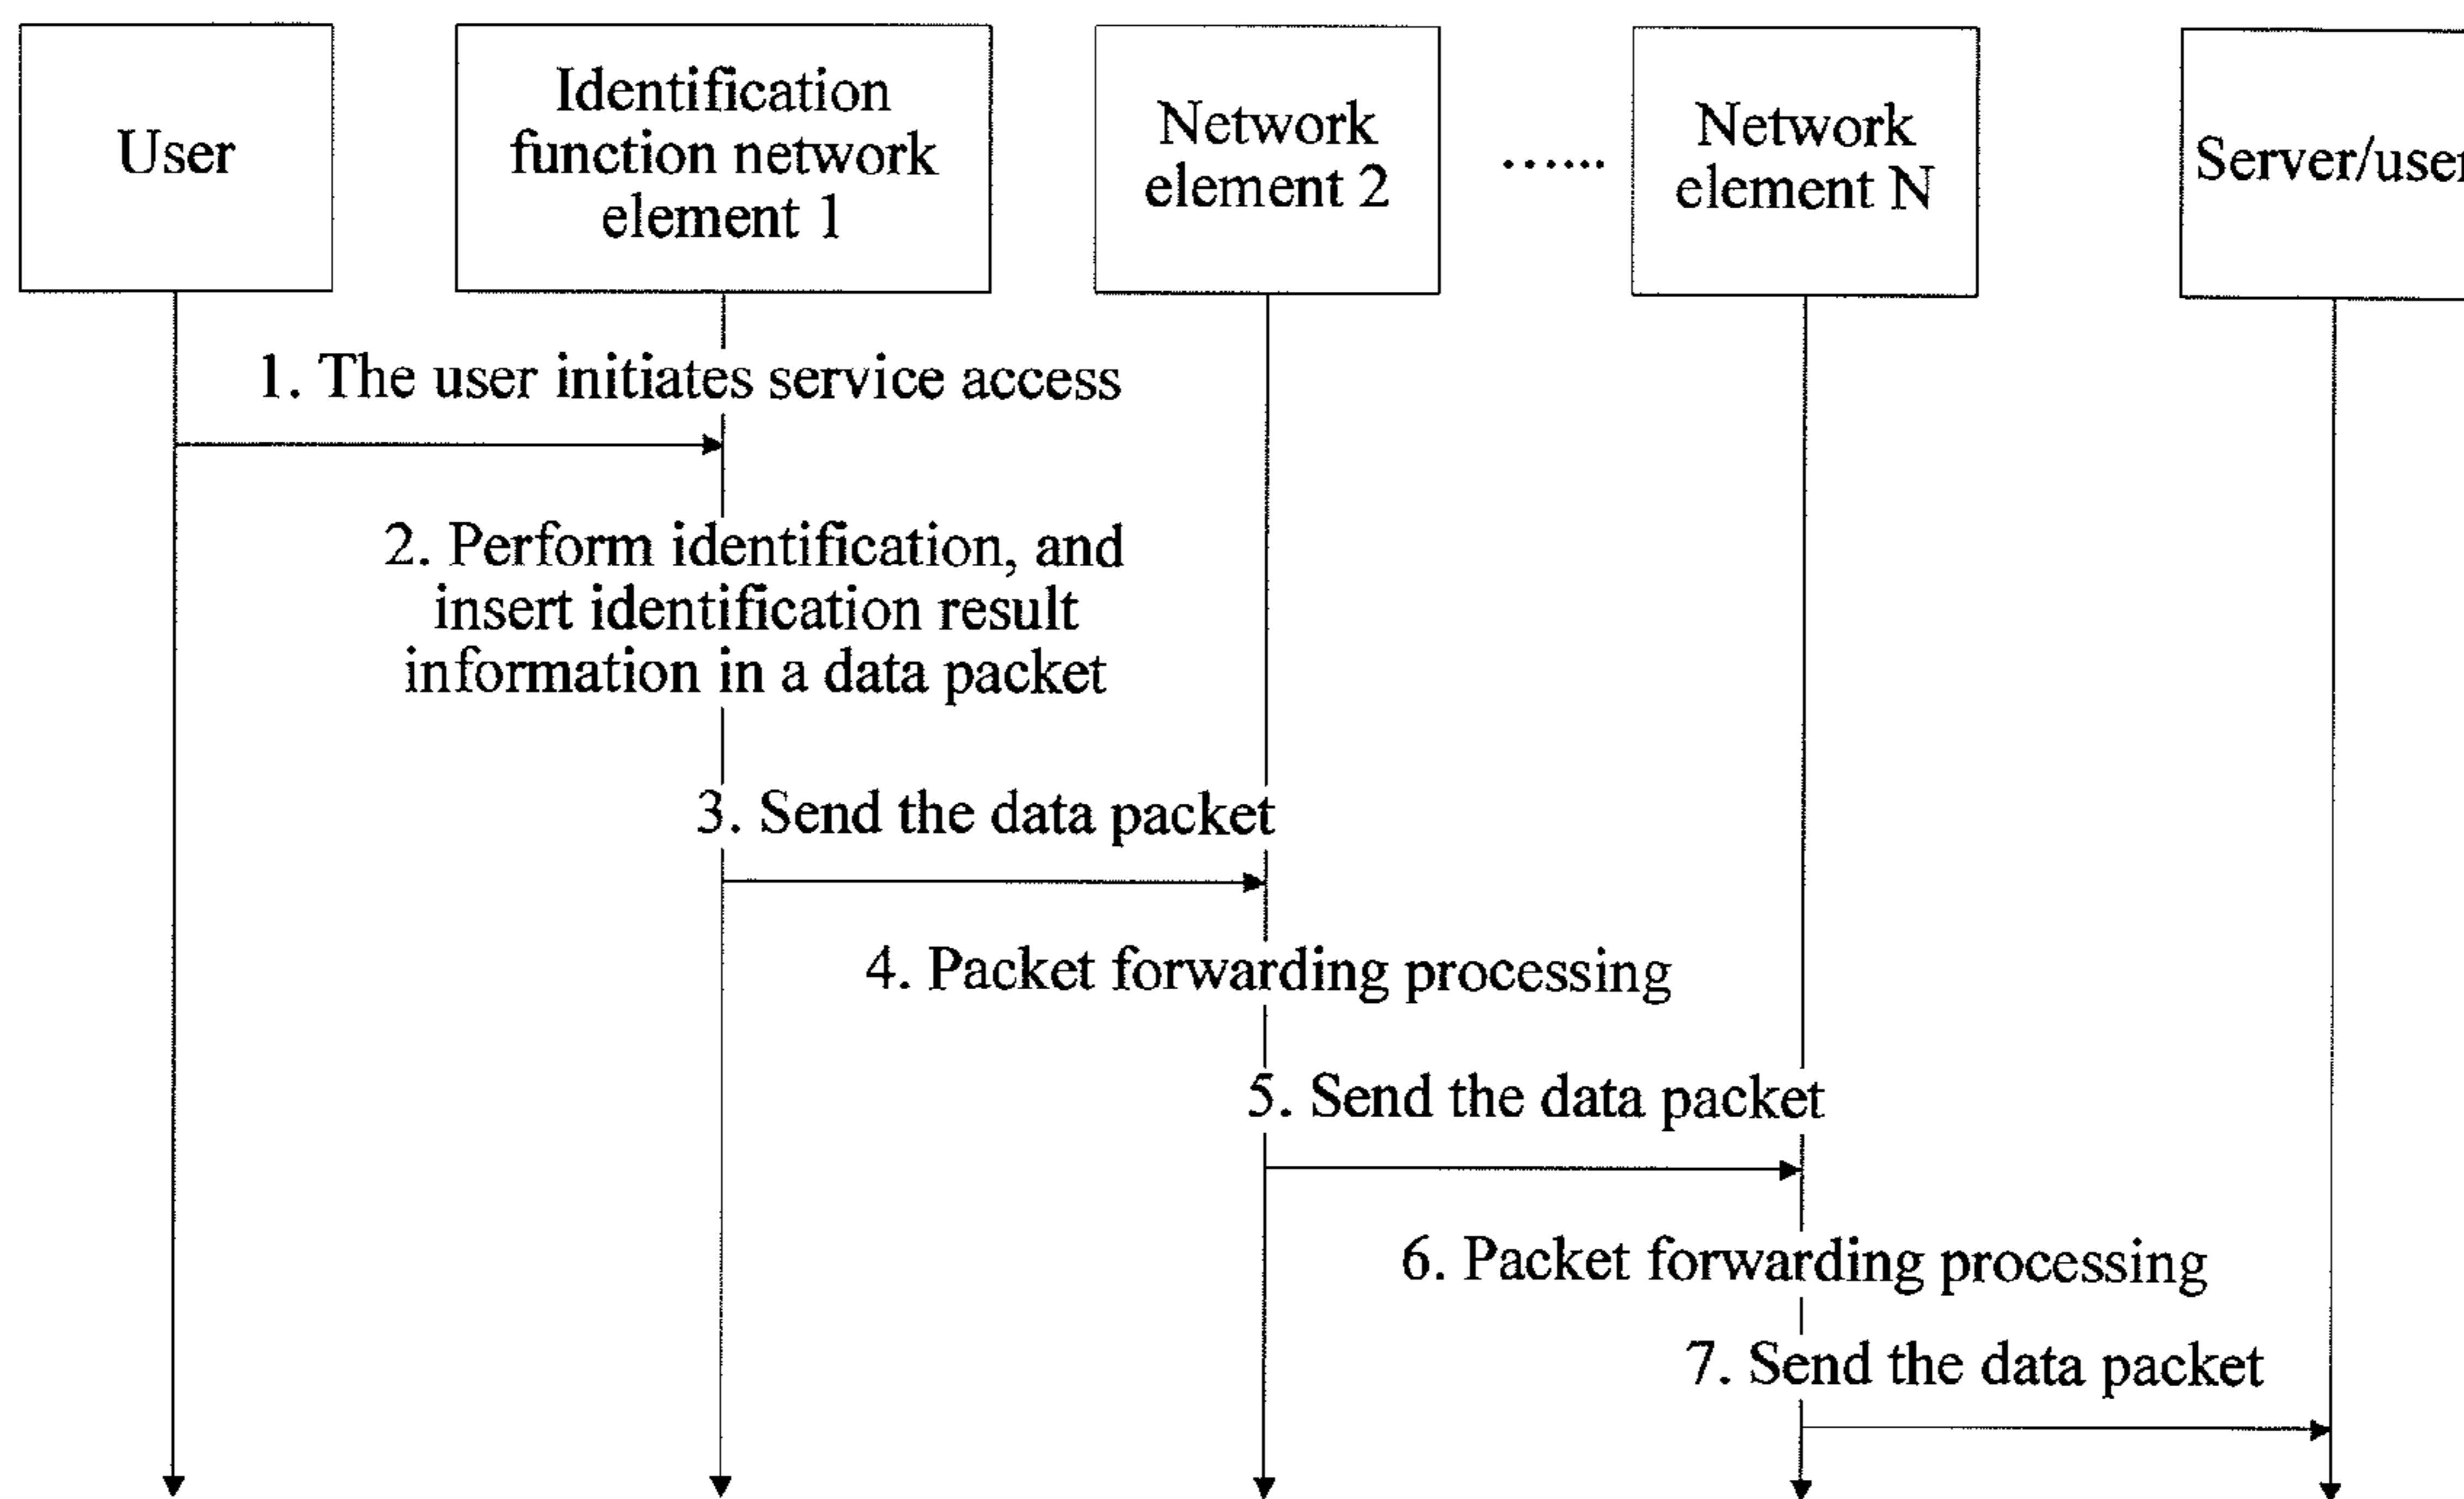 User
Identification
function network
element 1
Network
element 2
......
Network
element N
Server/user
1. The user initiates service access
2. Perform identification, and
insert identification result
information in a data packet
3. Send the data packet
4. Packet forwarding processing
5. Send the data packet
6. Packet forwarding processing
7. Send the data packet